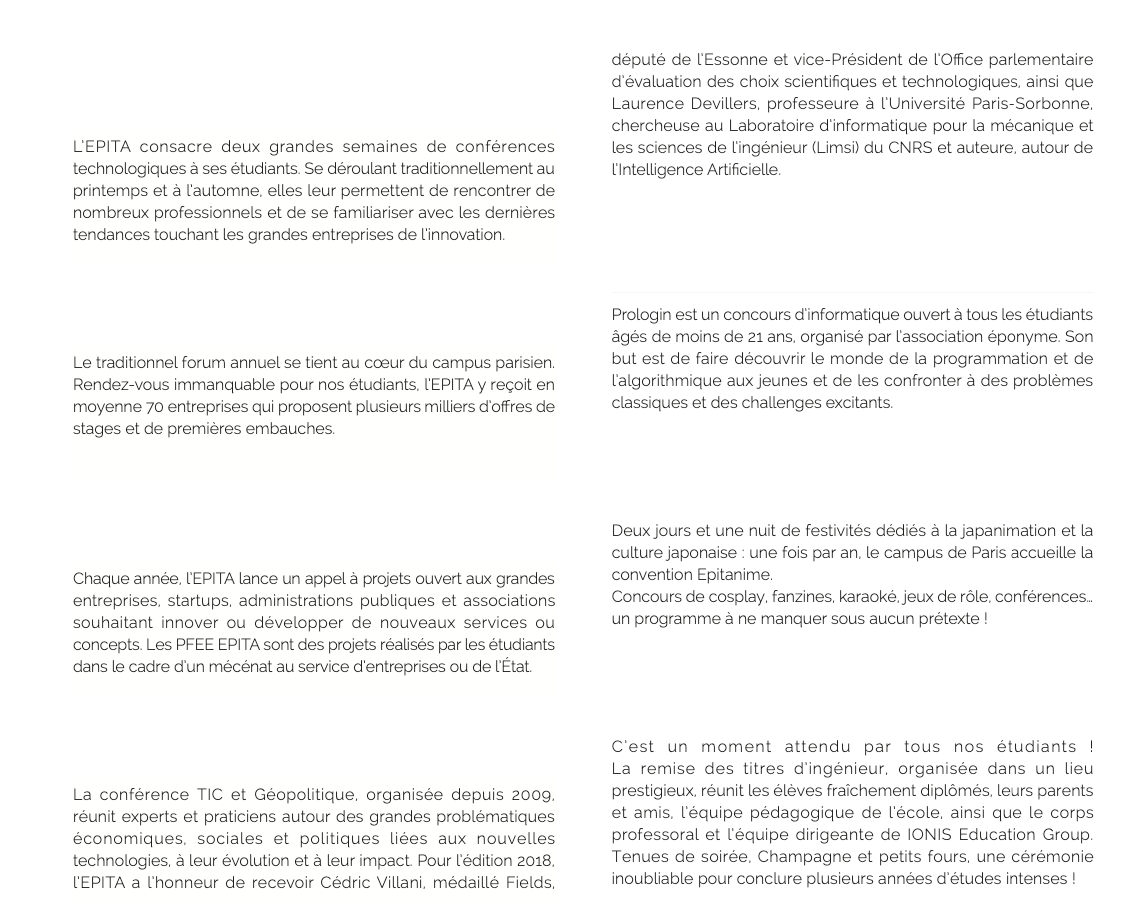 L'EPITA consacre deux grandes semaines de conférences
technologiques à ses étudiants. Se déroulant traditionnellement au
printemps et à l'automne, elles leur permettent de rencontrer de
nombreux professionnels et de se familiariser avec les dernières
tendances touchant les grandes entreprises de l'innovation.
Le traditionnel forum annuel se tient au cœur du campus parisien.
Rendez-vous immanquable pour nos étudiants, l'EPITA y reçoit en
moyenne 70 entreprises qui proposent plusieurs milliers d'offres de
stages et de premières embauches.
Chaque année, l'EPITA lance un appel à projets ouvert aux grandes
entreprises, startups, administrations publiques et associations
souhaitant innover ou développer de nouveaux services ou
concepts. Les PFEE EPITA sont des projets réalisés par les étudiants
dans le cadre d'un mécénat au service d'entreprises ou de l'État.
La conférence TIC et Géopolitique, organisée depuis 2009,
réunit experts et praticiens autour des grandes problématiques
économiques, sociales et politiques liées aux nouvelles
technologies, à leur évolution et à leur impact. Pour l'édition 2018,
l'EPITA a l'honneur de recevoir Cédric Villani, médaillé Fields,
député de l'Essonne et vice-Président de l'Office parlementaire
d'évaluation des choix scientifiques et technologiques, ainsi que
Laurence Devillers, professeure à l'Université Paris-Sorbonne,
chercheuse au Laboratoire d'informatique pour la mécanique et
les sciences de l'ingénieur (Limsi) du CNRS et auteure, autour de
l'Intelligence Artificielle.
Prologin est un concours d'informatique ouvert à tous les étudiants
âgés de moins de 21 ans, organisé par l'association éponyme. Son
but est de faire découvrir le monde de la programmation et de
l'algorithmique aux jeunes et de les confronter à des problèmes
classiques et des challenges excitants.
Deux jours et une nuit de festivités dédiés à la japanimation et la
culture japonaise : une fois par an, le campus de Paris accueille la
convention Epitanime.
Concours de cosplay, fanzines, karaoké, jeux de rôle, conférences…
un programme à ne manquer sous aucun prétexte !
C'est un moment attendu par tous nos étudiants !
La remise des titres d'ingénieur, organisée dans un lieu
prestigieux, réunit les élèves fraîchement diplômés, leurs parents
et amis, l'équipe pédagogique de l'école, ainsi que le corps
professoral et l'équipe dirigeante de IONIS Education Group.
Tenues de soirée, Champagne et petits fours, une cérémonie
inoubliable pour conclure plusieurs années d'études intenses !